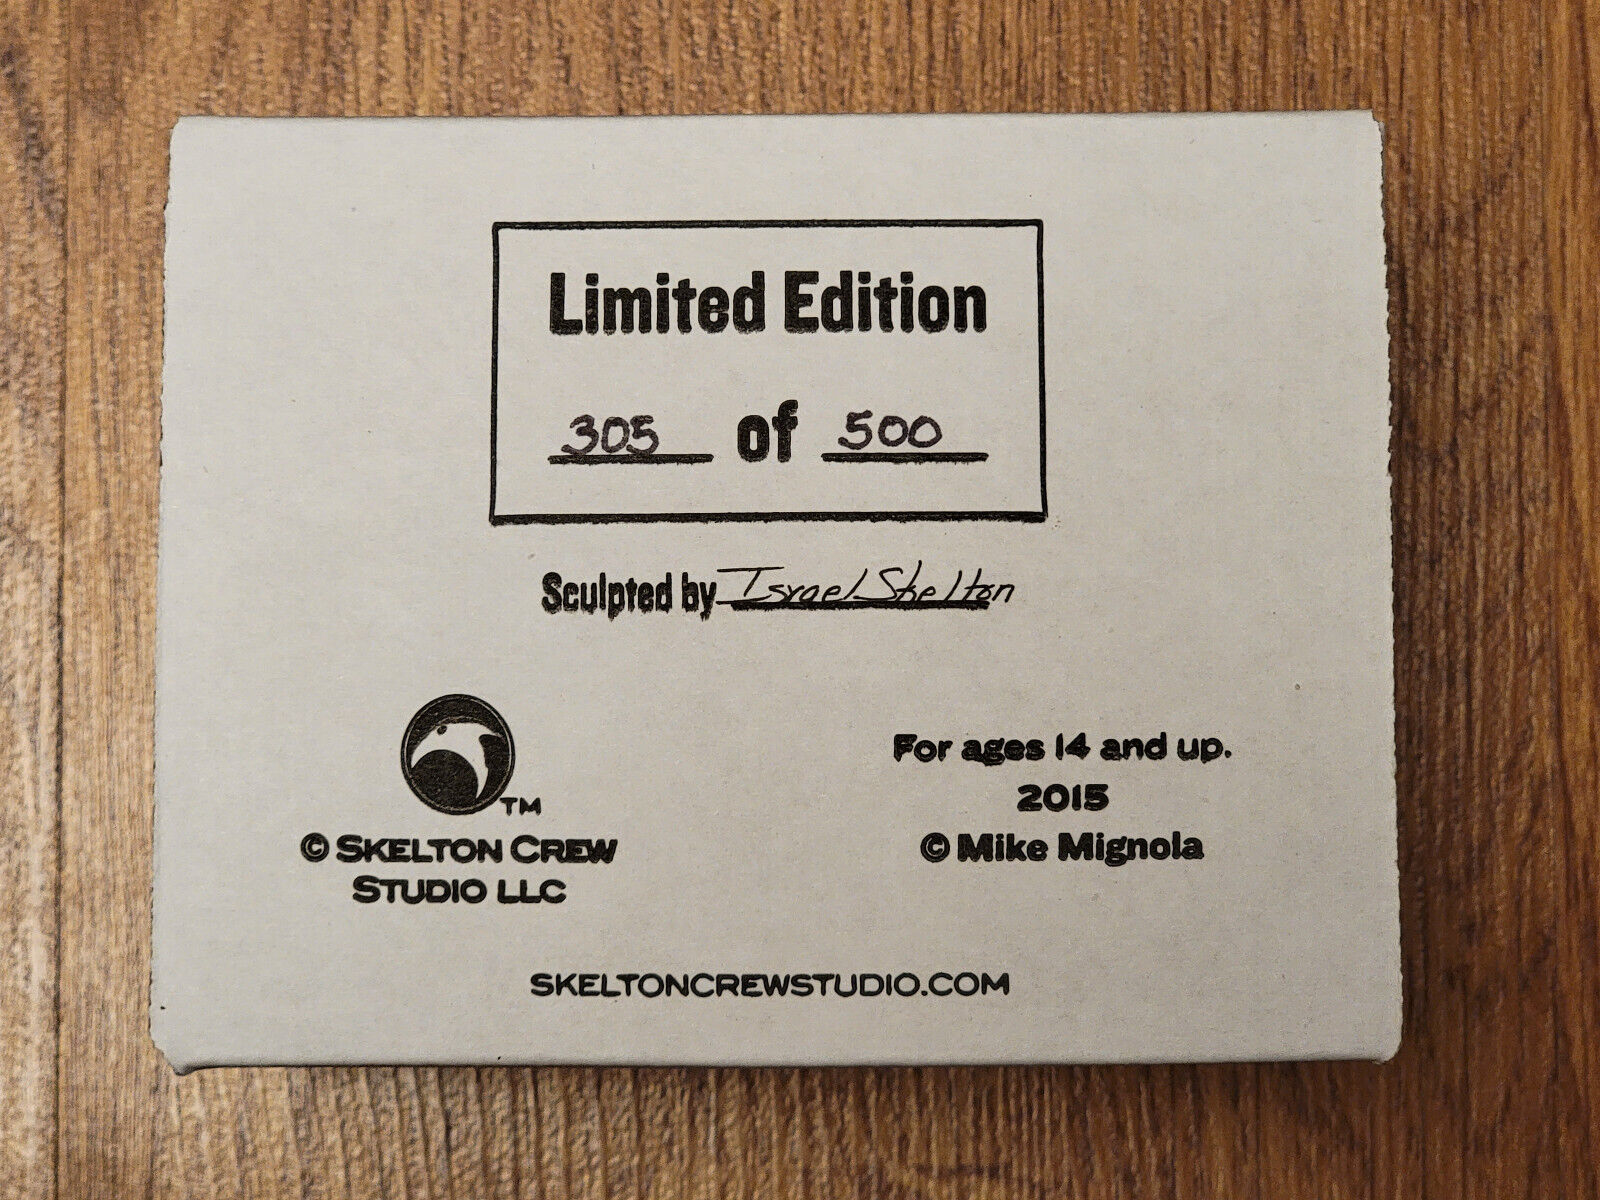 Limited Edition
305 of 500
Sculpted by Israel Skelton
TM
© SKELTON CREW
STUDIO LLC
For ages 14 and up.
2015
© Mike Mignola
SKELTONCREWSTUDIO.COM